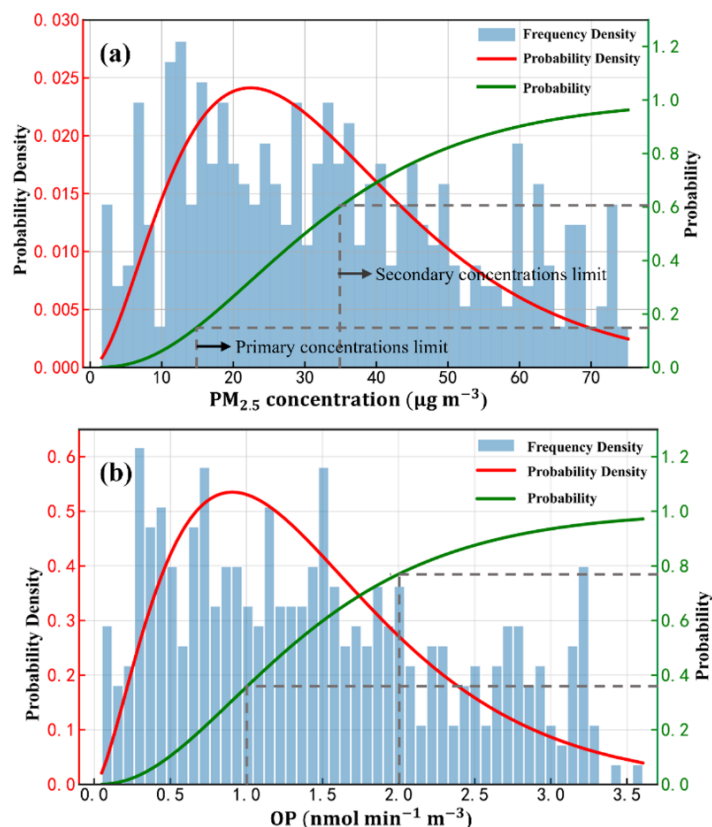 (a)
Frequency Density
Probability Density
Probability
0.030
0.025
0.020
0.015
0.010
0.005
0.000
Probability Density
1.2
1.0
0.8
0.6
0.4
0.2
0.0
Probability
Secondary concentrations limit
Primary concentrations limit
0 10 20 30 40 50 60 70
PM₂.₅ concentration (μg m⁻³)
(b)
Frequency Density
Probability Density
Probability
0.6
0.5
0.4
0.3
0.2
0.1
0.0
Probability Density
1.2
1.0
0.8
0.6
0.4
0.2
0.0
Probability
0.0 0.5 1.0 1.5 2.0 2.5 3.0 3.5
OP (nmol min⁻¹ m⁻³)